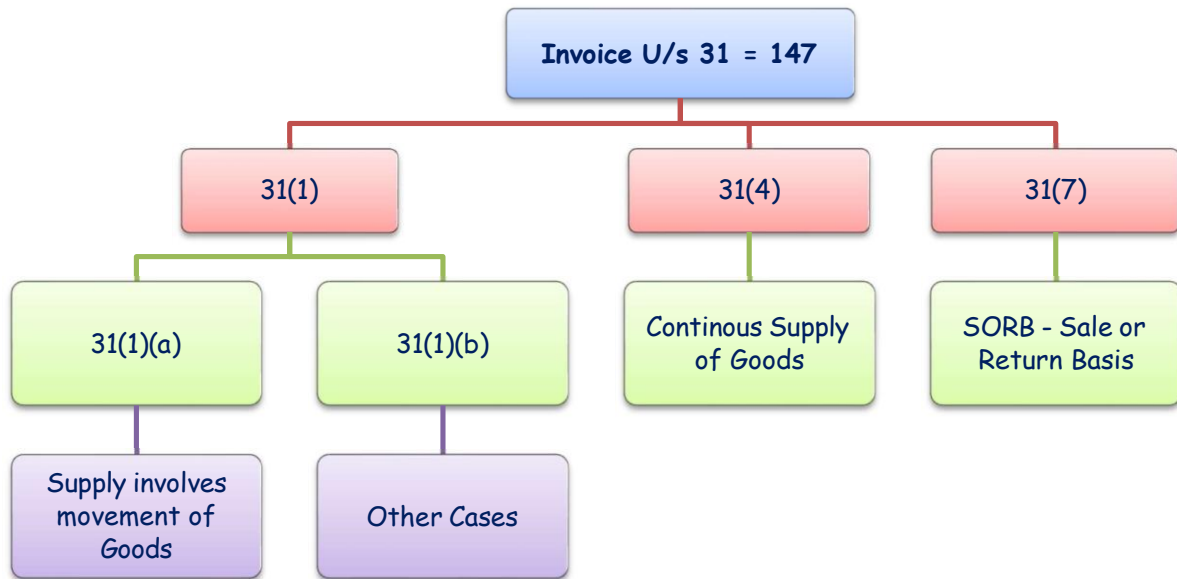 Invoice U/s 31 = 147
31(1)
31(4)
31(7)
31(1)(a)
31(1)(b)
Continous Supply
of Goods
SORB - Sale or
Return Basis
Supply involves
movement of
Goods
Other Cases